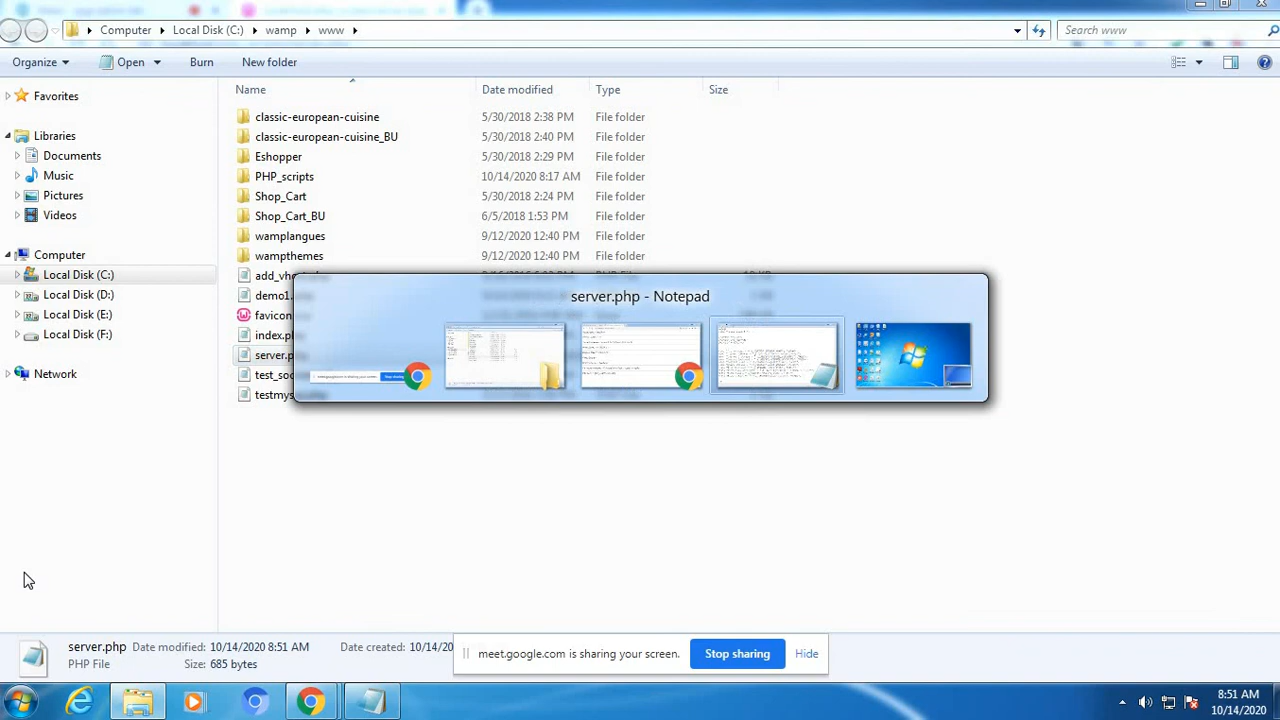 Computer Local Disk (C:) wamp www
Search www
Organize Open Burn New folder
Name Date modified Type Size
Favorites
Libraries
Documents
Music
Pictures
Videos
Computer
Local Disk (C:)
Local Disk (D:)
Local Disk (E:)
Local Disk (F:)
Network
classic-european-cuisine 5/30/2018 2:38 PM File folder
classic-european-cuisine_BU 5/30/2018 2:40 PM File folder
Eshopper 5/30/2018 2:29 PM File folder
PHP_scripts 10/14/2020 8:17 AM File folder
Shop_Cart 5/30/2018 2:24 PM File folder
Shop_Cart_BU 6/5/2018 1:53 PM File folder
wamplangues 9/12/2020 12:40 PM File folder
wampthemes 9/12/2020 12:40 PM File folder
server.php - Notepad
server.php Date modified: 10/14/2020 8:51 AM Date created:
PHP File Size: 685 bytes
meet.google.com is sharing your screen. Stop sharing Hide
8:51 AM
10/14/2020